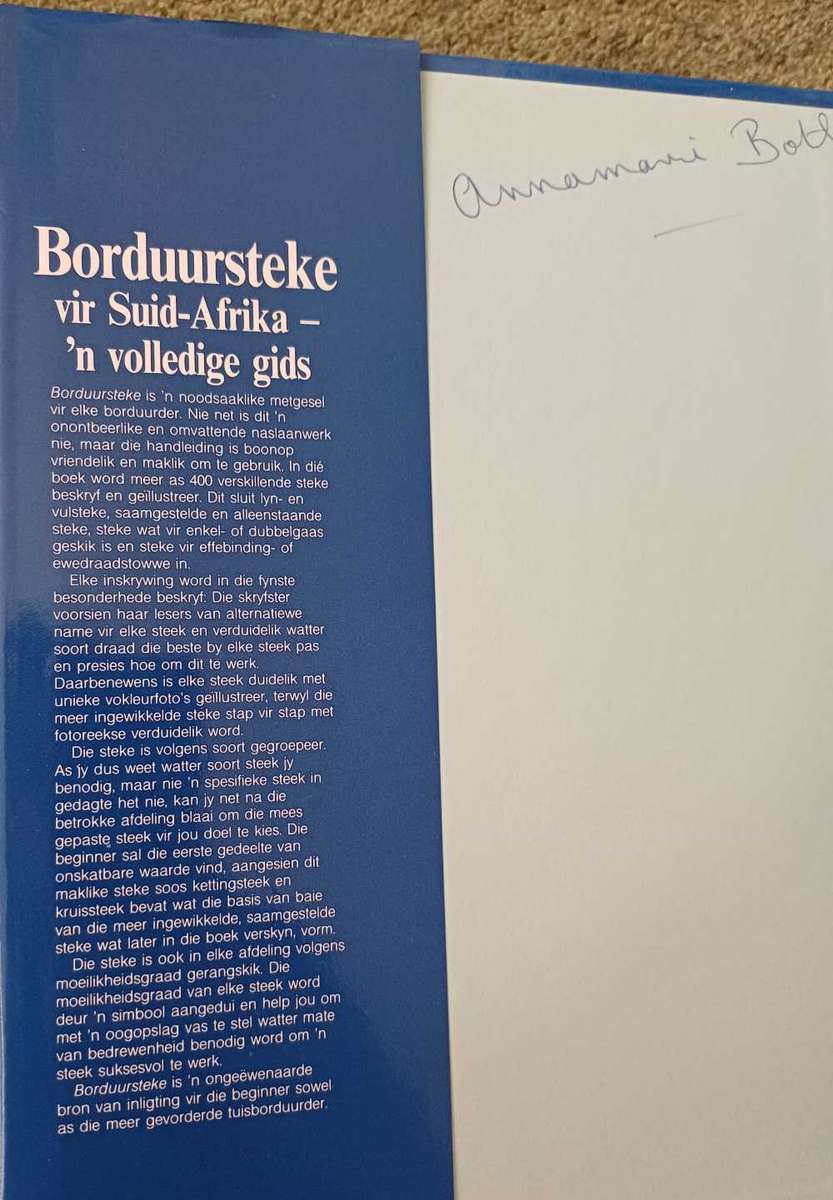 Borduursteke
vir Suid-Afrika –
'n volledige gids
Borduursteke is 'n noodsaaklike metgesel
vir elke borduurder. Nie net is dit 'n
onontbeerlike en omvattende naslaanwerk
nie, maar die handleiding is boonop
vriendelik en maklik om te gebruik. In dié
boek word meer as 400 verskillende steke
beskryf en geïllustreer. Dit sluit lyn- en
vulsteke, saamgestelde en alleenstaande
steke, steke wat vir enkel- of dubbelgaas
geskik is en steke vir effebinding- of
ewedraadstowwe in.
Elke inskrywing word in die fynste
besonderhede beskryf: Die skryfster
voorsien haar lesers van alternatiewe
name vir elke steek en verduidelik watter
soort draad die beste by elke steek pas
en presies hoe om dit te werk.
Daarbenewens is elke steek duidelik met
unieke vokleurfoto's geïllustreer, terwyl die
meer ingewikkelde steke stap vir stap met
fotoreekse verduidelik word.
Die steke is volgens soort gegroepeer.
As jy dus weet watter soort steek jy
benodig, maar nie 'n spesifieke steek in
gedagte het nie, kan jy net na die
betrokke afdeling blaai om die mees
gepaste steek vir jou doel te kies. Die
beginner sal die eerste gedeelte van
onskatbare waarde vind, aangesien dit
maklike steke soos kettingsteek en
kruissteek bevat wat die basis van baie
van die meer ingewikkelde, saamgestelde
steke wat later in die boek verskyn, vorm.
Die steke is ook in elke afdeling volgens
moeilikheidsgraad gerangskik. Die
moeilikheidsgraad van elke steek word
deur 'n simbool aangedui en help jou om
met 'n oogopslag vas te stel watter mate
van bedrewenheid benodig word om 'n
steek suksesvol te werk.
Borduursteke is 'n ongeëwenaarde
bron van inligting vir die beginner sowel
as die meer gevorderde tuisborduurder.
Annamari